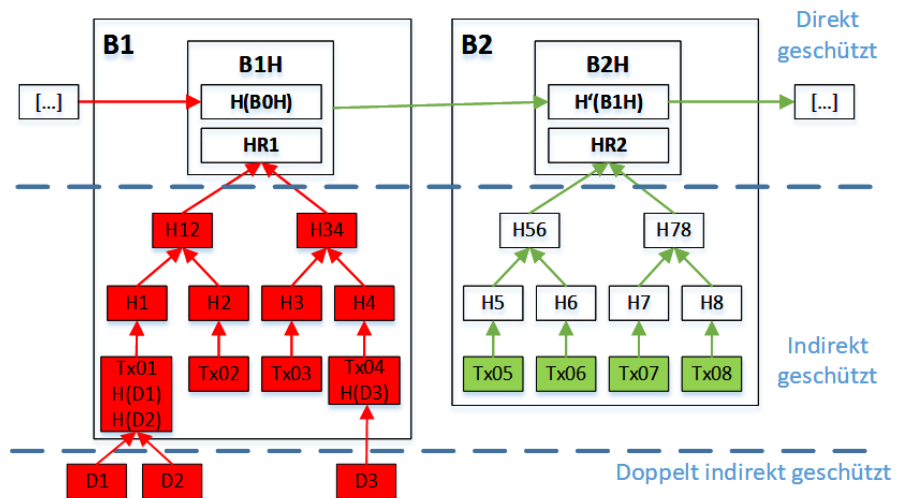 Direkt
geschützt
B1
B2
B1H
B2H
[...]
H(B0H)
H‘(B1H)
[...]
HR1
HR2
H12
H34
H56
H78
H1
H2
H3
H4
H5
H6
H7
H8
Indirekt
geschützt
Tx01
H(D1)
H(D2)
Tx02
Tx03
Tx04
H(D3)
Tx05
Tx06
Tx07
Tx08
Doppelt indirekt geschützt
D1
D2
D3